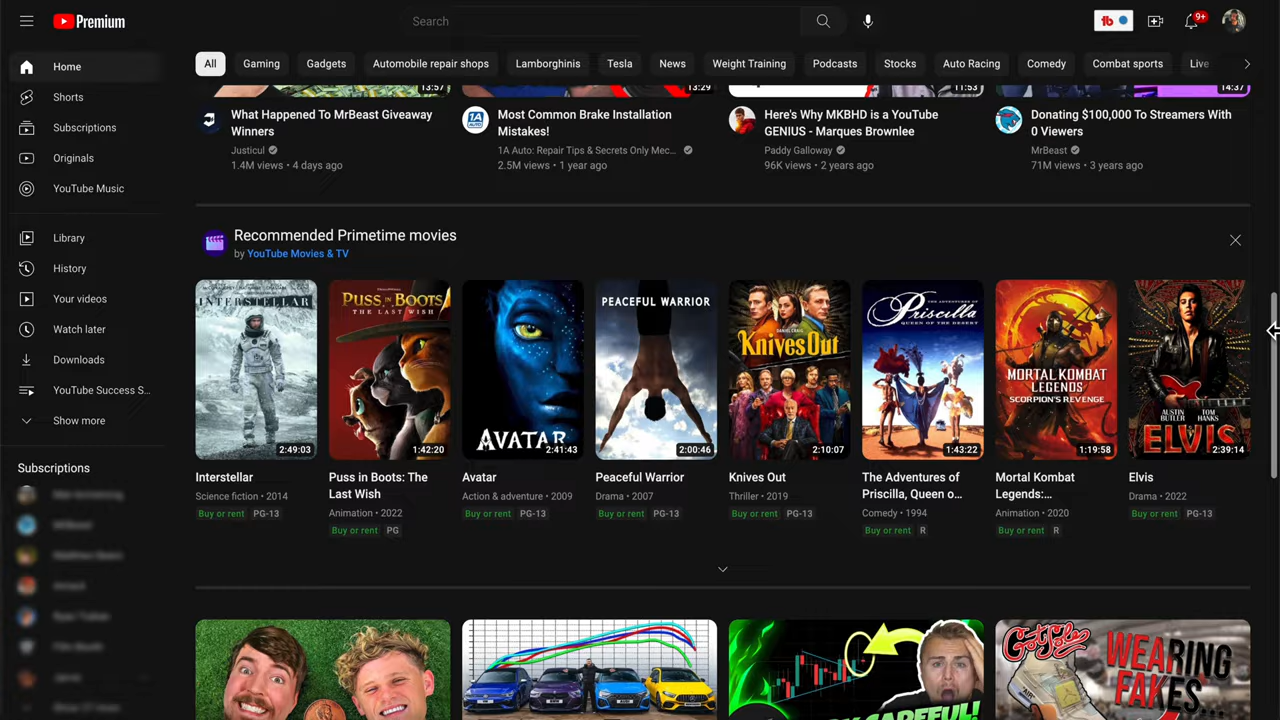 Premium
Search
tb
9+
Home
Shorts
Subscriptions
Originals
YouTube Music
Library
History
Your videos
Watch later
Downloads
YouTube Success S...
Show more
Subscriptions
All
Gaming
Gadgets
Automobile repair shops
Lamborghinis
Tesla
News
Weight Training
Podcasts
Stocks
Auto Racing
Comedy
Combat sports
Live
13:57
13:29
11:53
14:37
What Happened To MrBeast Giveaway
Winners
Justicul
1.4M views • 4 days ago
1A
AUTO
Most Common Brake Installation
Mistakes!
1A Auto: Repair Tips & Secrets Only Mec...
2.5M views • 1 year ago
Here's Why MKBHD is a YouTube
GENIUS - Marques Brownlee
Paddy Galloway
96K views • 2 years ago
Donating $100,000 To Streamers With
0 Viewers
MrBeast
71M views • 3 years ago
Recommended Primetime movies
by YouTube Movies & TV
INTERSTELLAR
2:49:03
Interstellar
Science fiction • 2014
Buy or rent PG-13
PUSS IN BOOTS
THE LAST WISH
1:42:20
Puss in Boots: The
Last Wish
Animation • 2022
Buy or rent PG
AVATAR
2:41:43
Avatar
Action & adventure • 2009
Buy or rent PG-13
PEACEFUL WARRIOR
2:00:46
Peaceful Warrior
Drama • 2007
Buy or rent PG-13
DANIEL CRAIG
KNIVES OUT
2:10:07
Knives Out
Thriller • 2019
Buy or rent PG-13
THE ADVENTURES OF
Priscilla
QUEEN OF THE DESERT
1:43:22
The Adventures of
Priscilla, Queen o...
Comedy • 1994
Buy or rent R
MORTAL KOMBAT
LEGENDS
SCORPION'S REVENGE
1:19:58
Mortal Kombat
Legends:...
Animation • 2020
Buy or rent R
AUSTIN BUTLER
TOM HANKS
ELVIS
2:39:14
Elvis
Drama • 2022
Buy or rent PG-13
CAREFUL!
Got Sole
WEARING
FAKES...